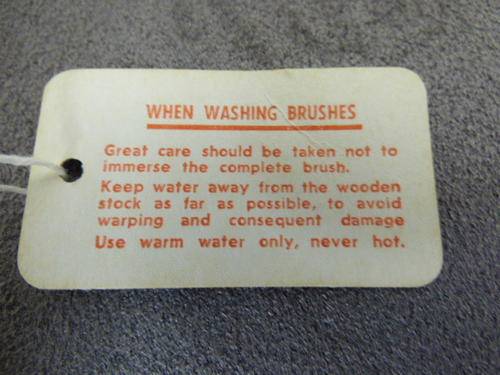 WHEN WASHING BRUSHES
Great care should be taken not to
immerse the complete brush.
Keep water away from the wooden
stock as far as possible, to avoid
warping and consequent damage
Use warm water only, never hot.